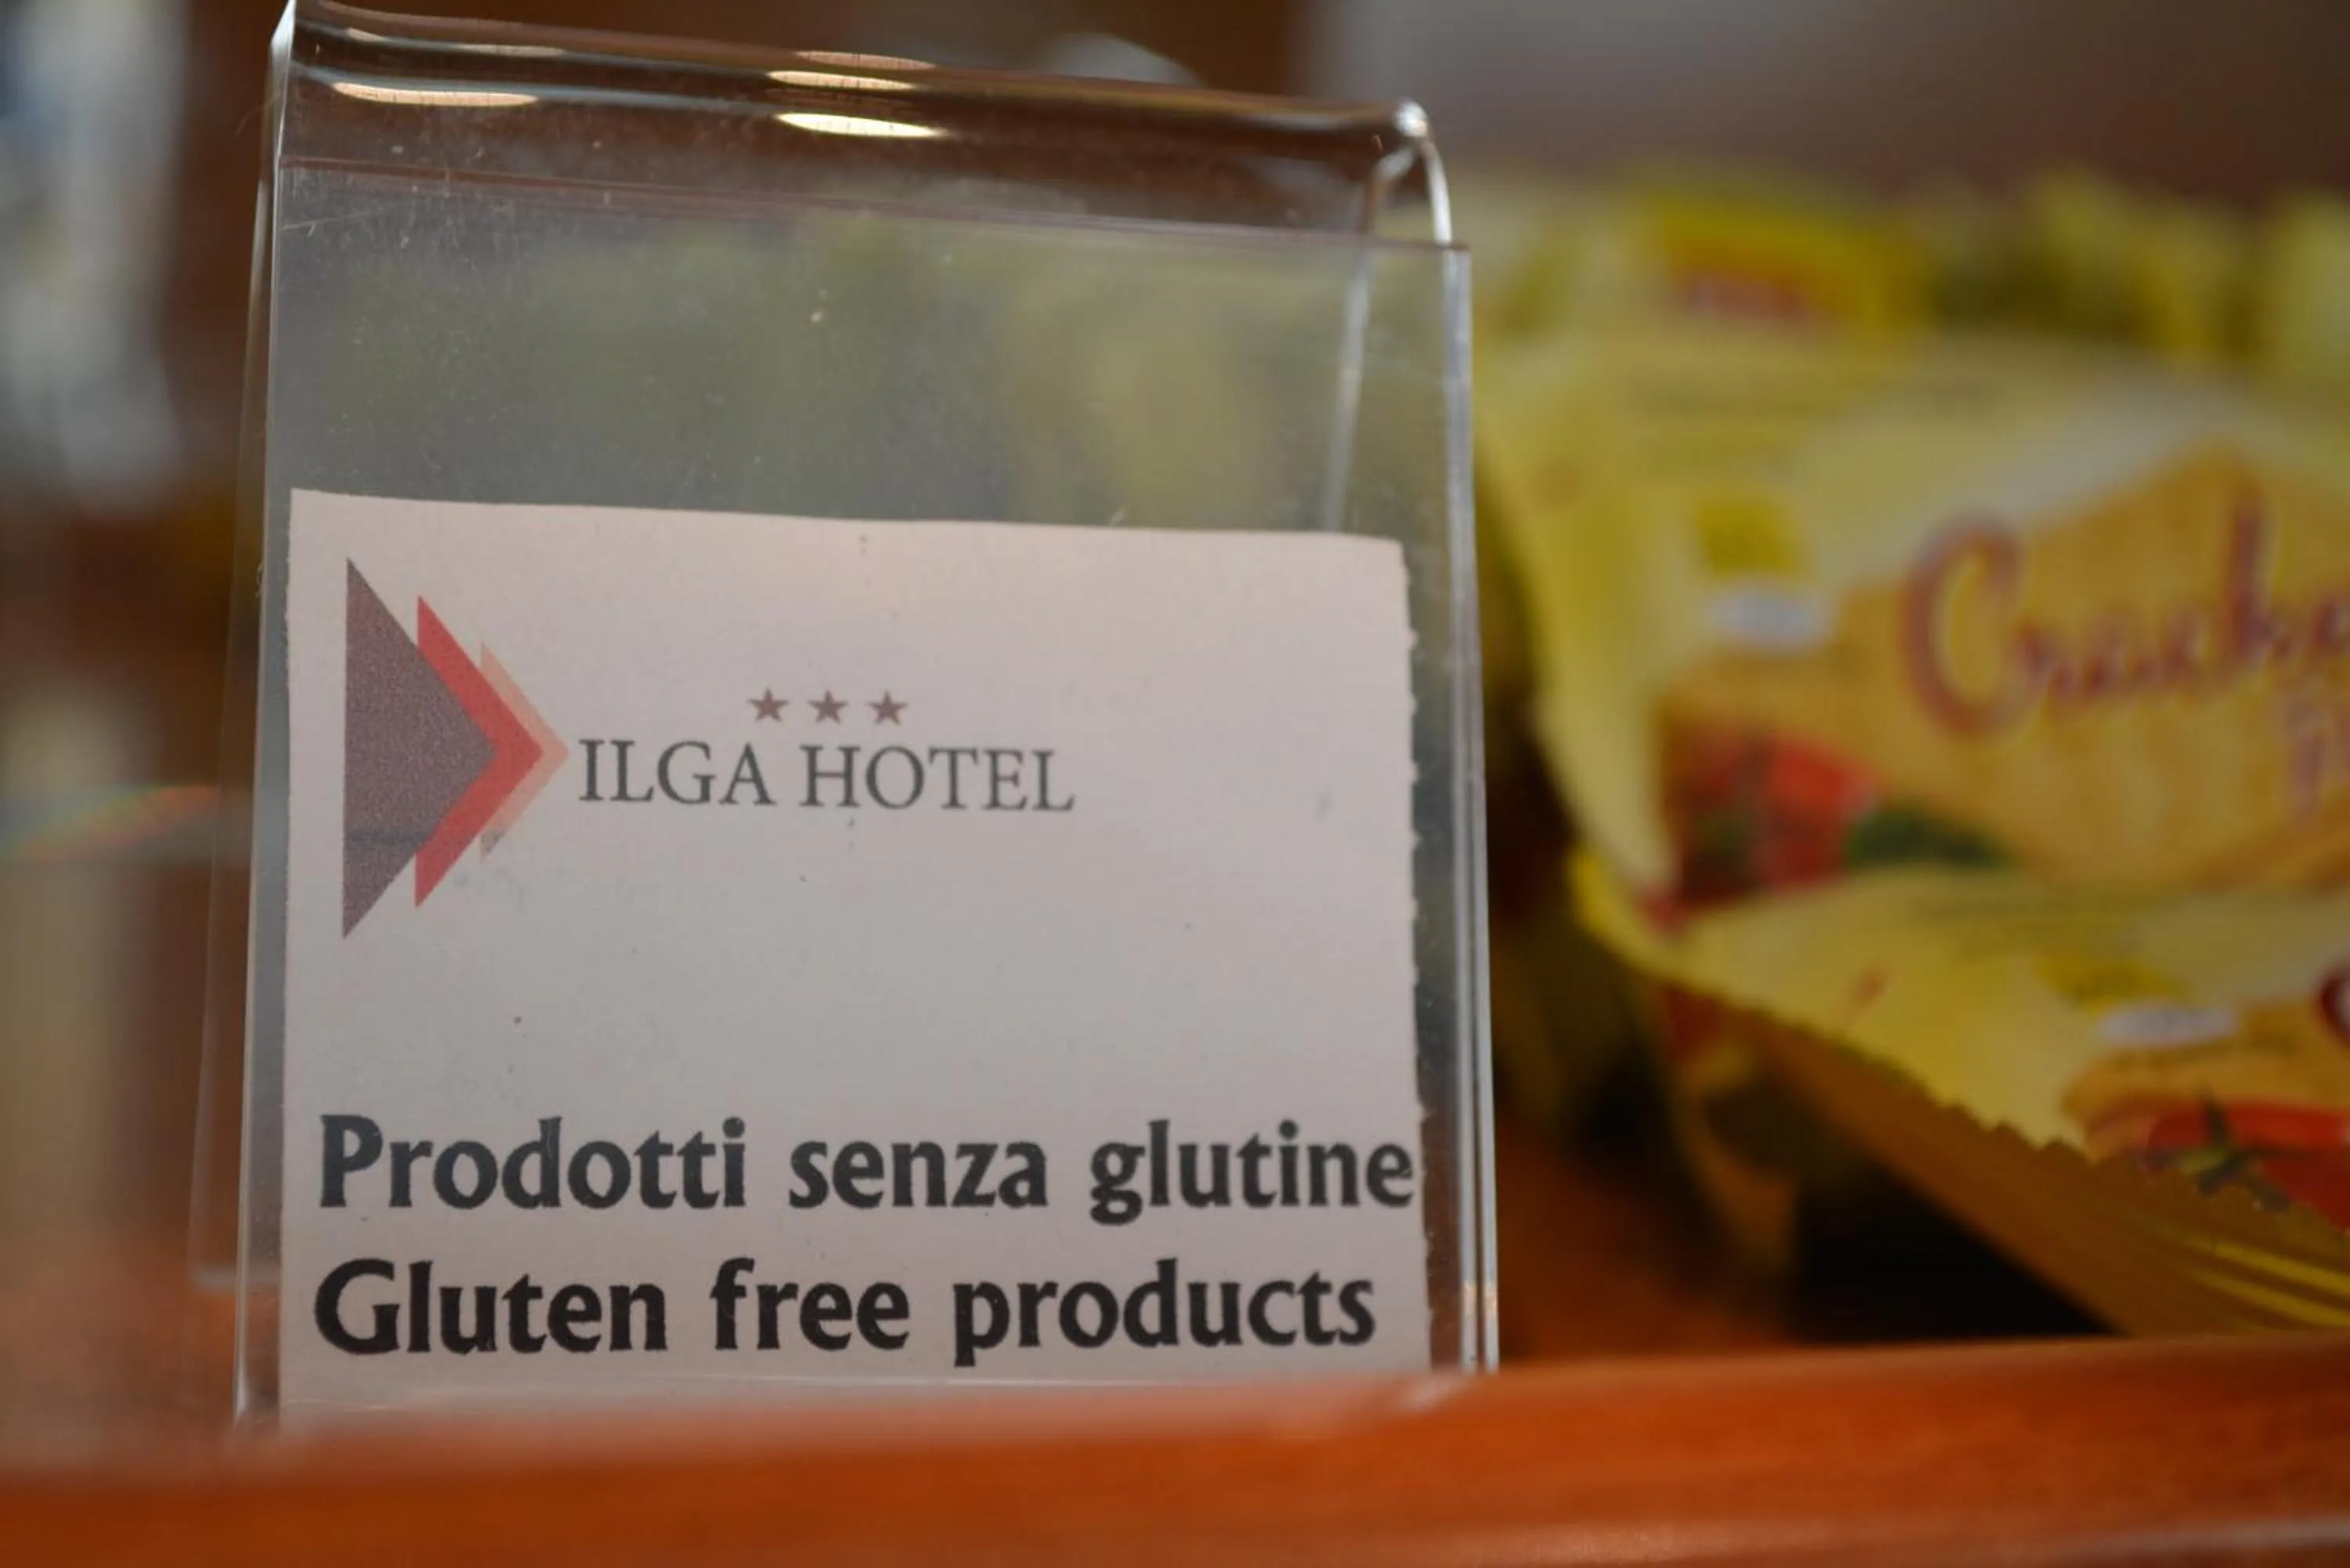 ★★★
ILGA HOTEL
Prodotti senza glutine
Gluten free products